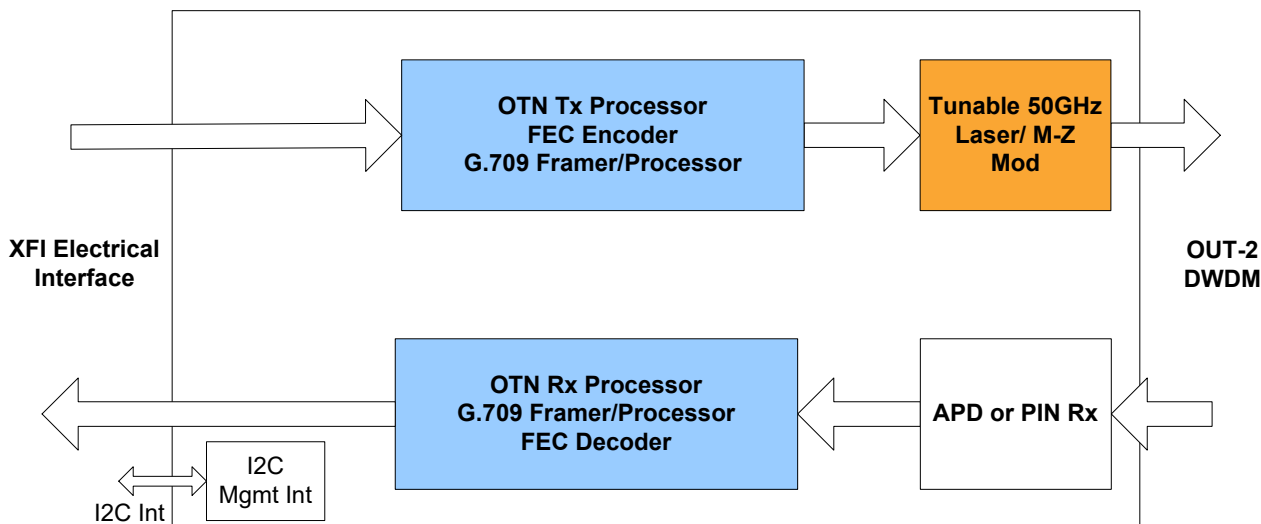 OTN Tx Processor
FEC Encoder
G.709 Framer/Processor
Tunable 50GHz
Laser/ M-Z
Mod
XFI Electrical
Interface
OUT-2
DWDM
OTN Rx Processor
G.709 Framer/Processor
FEC Decoder
APD or PIN Rx
I2C
Mgmt Int
I2C Int